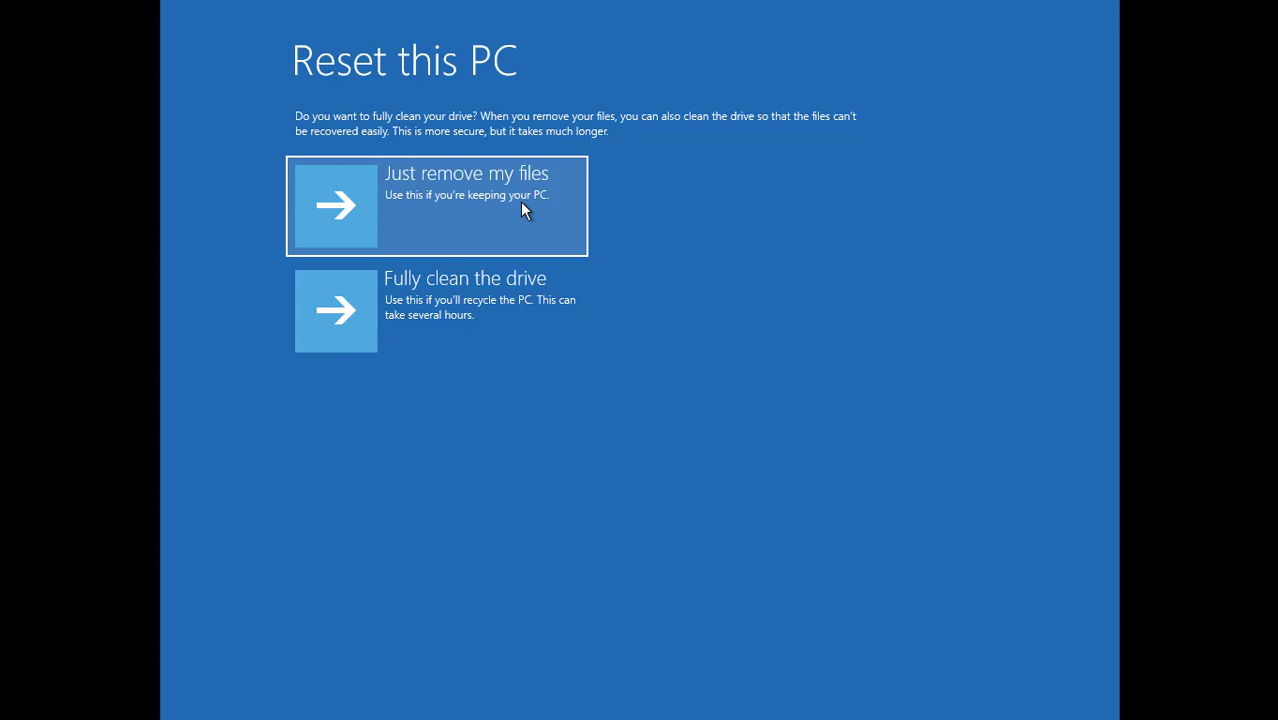 Reset this PC
Do you want to fully clean your drive? When you remove your files, you can also clean the drive so that the files can't
be recovered easily. This is more secure, but it takes much longer.
Just remove my files
Use this if you're keeping your PC.
Fully clean the drive
Use this if you'll recycle the PC. This can
take several hours.